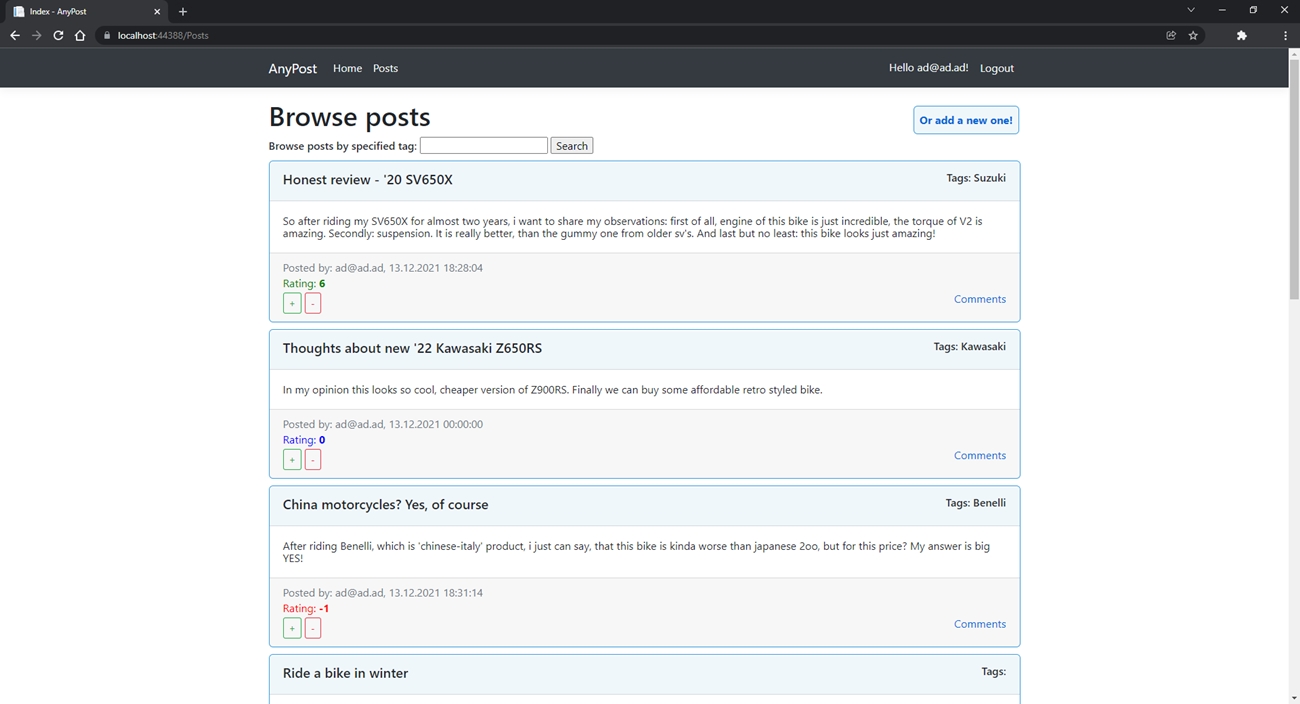 Index - AnyPost
localhost:44388/Posts
AnyPost Home Posts Hello ad@ad.ad! Logout
Browse posts
Or add a new one!
Browse posts by specified tag: Search
Honest review - '20 SV650X Tags: Suzuki
So after riding my SV650X for almost two years, i want to share my observations: first of all, engine of this bike is just incredible, the torque of V2 is
amazing. Secondly: suspension. It is really better, than the gummy one from older sv's. And last but no least: this bike looks just amazing!
Posted by: ad@ad.ad, 13.12.2021 18:28:04
Rating: 6
+ - Comments
Thoughts about new '22 Kawasaki Z650RS Tags: Kawasaki
In my opinion this looks so cool, cheaper version of Z900RS. Finally we can buy some affordable retro styled bike.
Posted by: ad@ad.ad, 13.12.2021 00:00:00
Rating: 0
+ - Comments
China motorcycles? Yes, of course Tags: Benelli
After riding Benelli, which is 'chinese-italy' product, i just can say, that this bike is kinda worse than japanese 2oo, but for this price? My answer is big
YES!
Posted by: ad@ad.ad, 13.12.2021 18:31:14
Rating: -1
+ - Comments
Ride a bike in winter Tags: